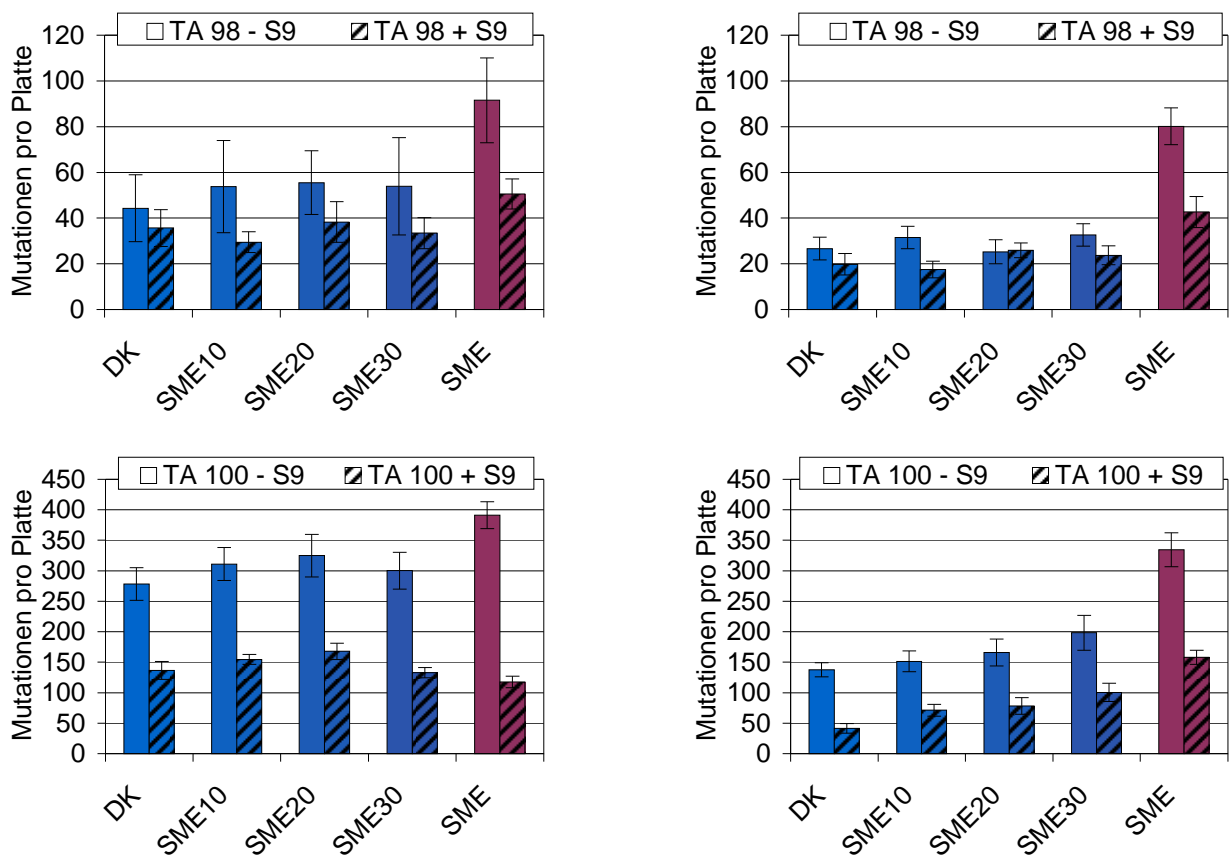 TA 98 - S9 TA 98 + S9
Mutationen pro Platte
120
100
80
60
40
20
0
DK SME10 SME20 SME30 SME
TA 98 - S9 TA 98 + S9
Mutationen pro Platte
120
100
80
60
40
20
0
DK SME10 SME20 SME30 SME
TA 100 - S9 TA 100 + S9
Mutationen pro Platte
450
400
350
300
250
200
150
100
50
0
DK SME10 SME20 SME30 SME
TA 100 - S9 TA 100 + S9
Mutationen pro Platte
450
400
350
300
250
200
150
100
50
0
DK SME10 SME20 SME30 SME